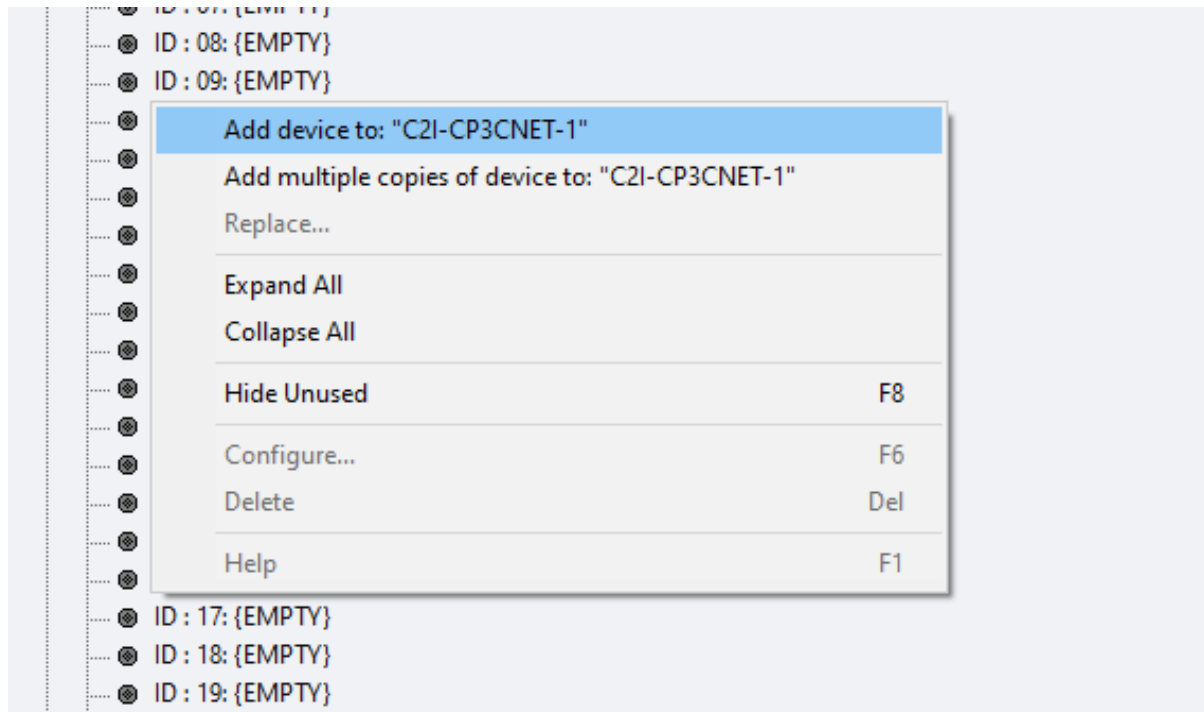 ID : 08: {EMPTY}
ID : 09: {EMPTY}
Add device to: "C2I-CP3CNET-1"
Add multiple copies of device to: "C2I-CP3CNET-1"
Replace...
Expand All
Collapse All
Hide Unused F8
Configure... F6
Delete Del
Help F1
ID : 17: {EMPTY}
ID : 18: {EMPTY}
ID : 19: {EMPTY}